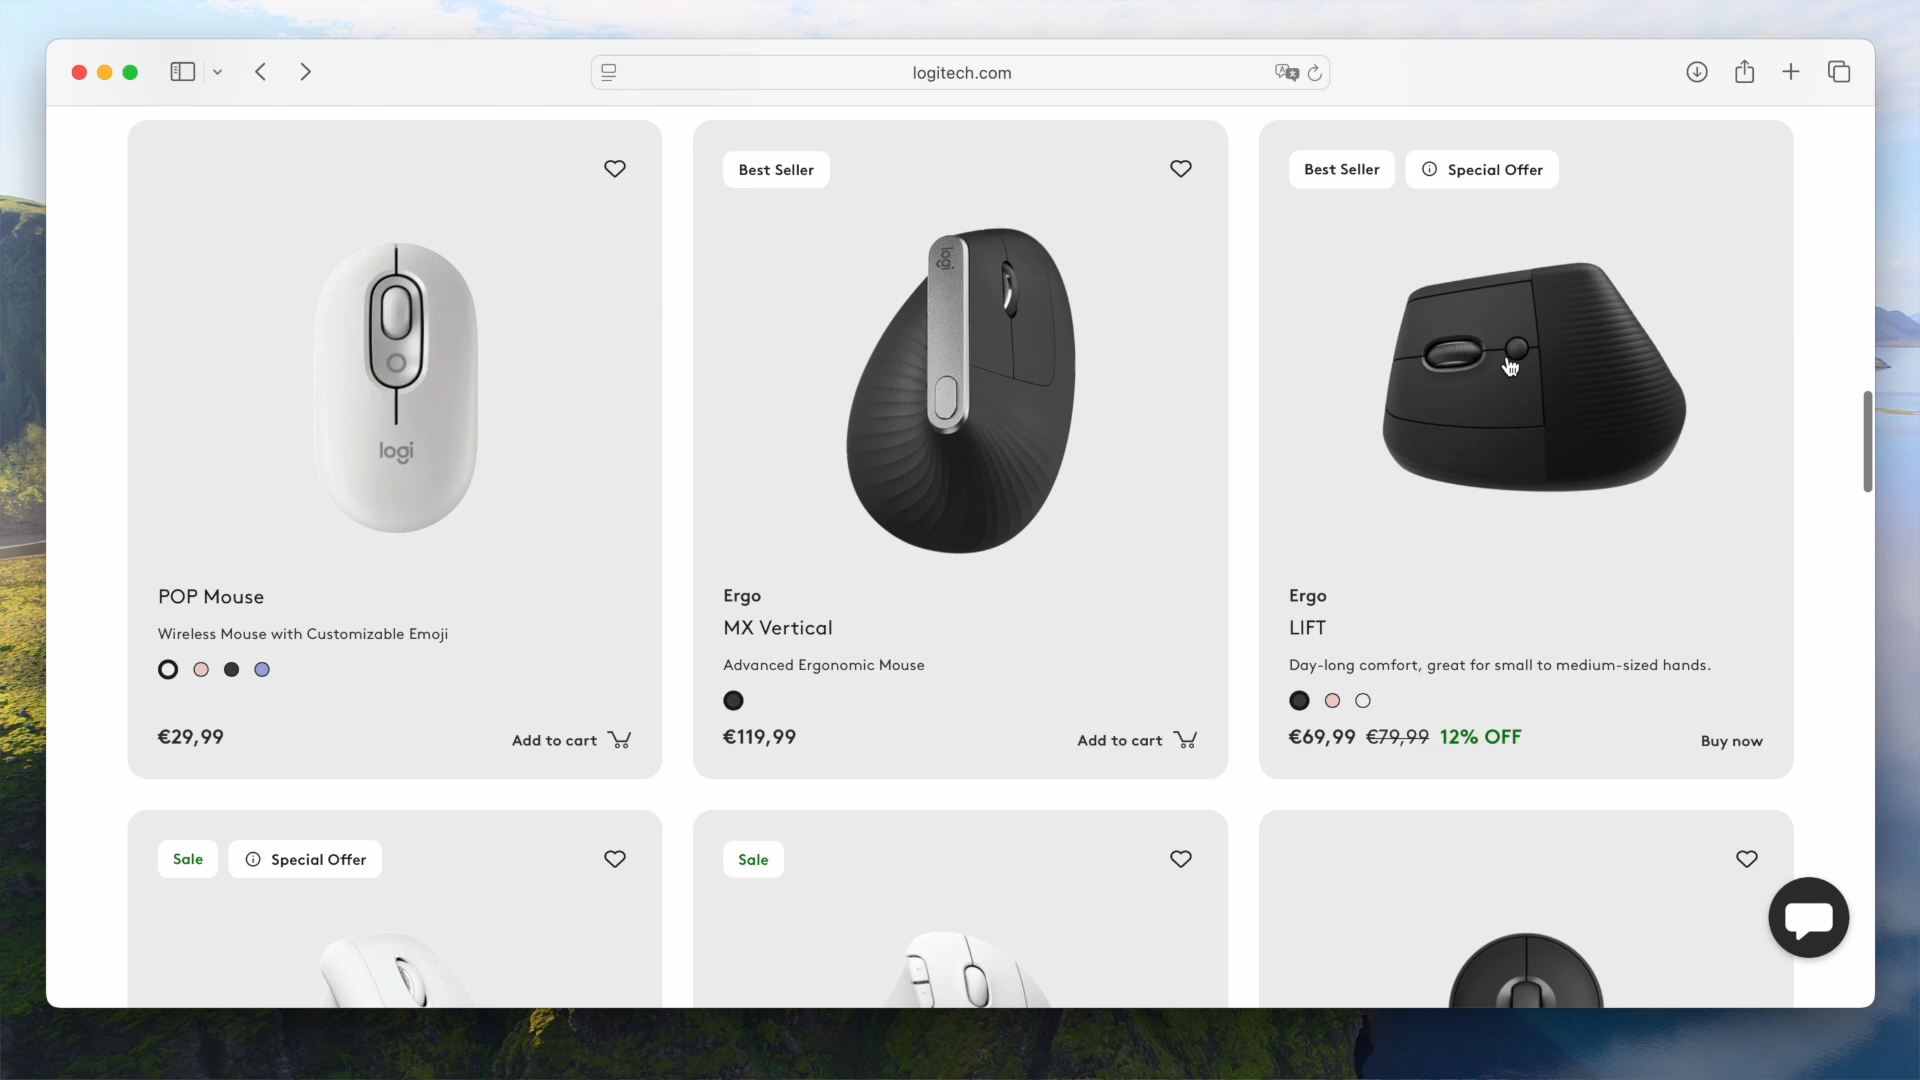 logitech.com
Best Seller
Best Seller
Special Offer
logi
logi
POP Mouse
Wireless Mouse with Customizable Emoji
€29,99
Add to cart
Ergo
MX Vertical
Advanced Ergonomic Mouse
€119,99
Add to cart
Ergo
LIFT
Day-long comfort, great for small to medium-sized hands.
€69,99 €79,99 12% OFF
Buy now
Sale
Special Offer
Sale